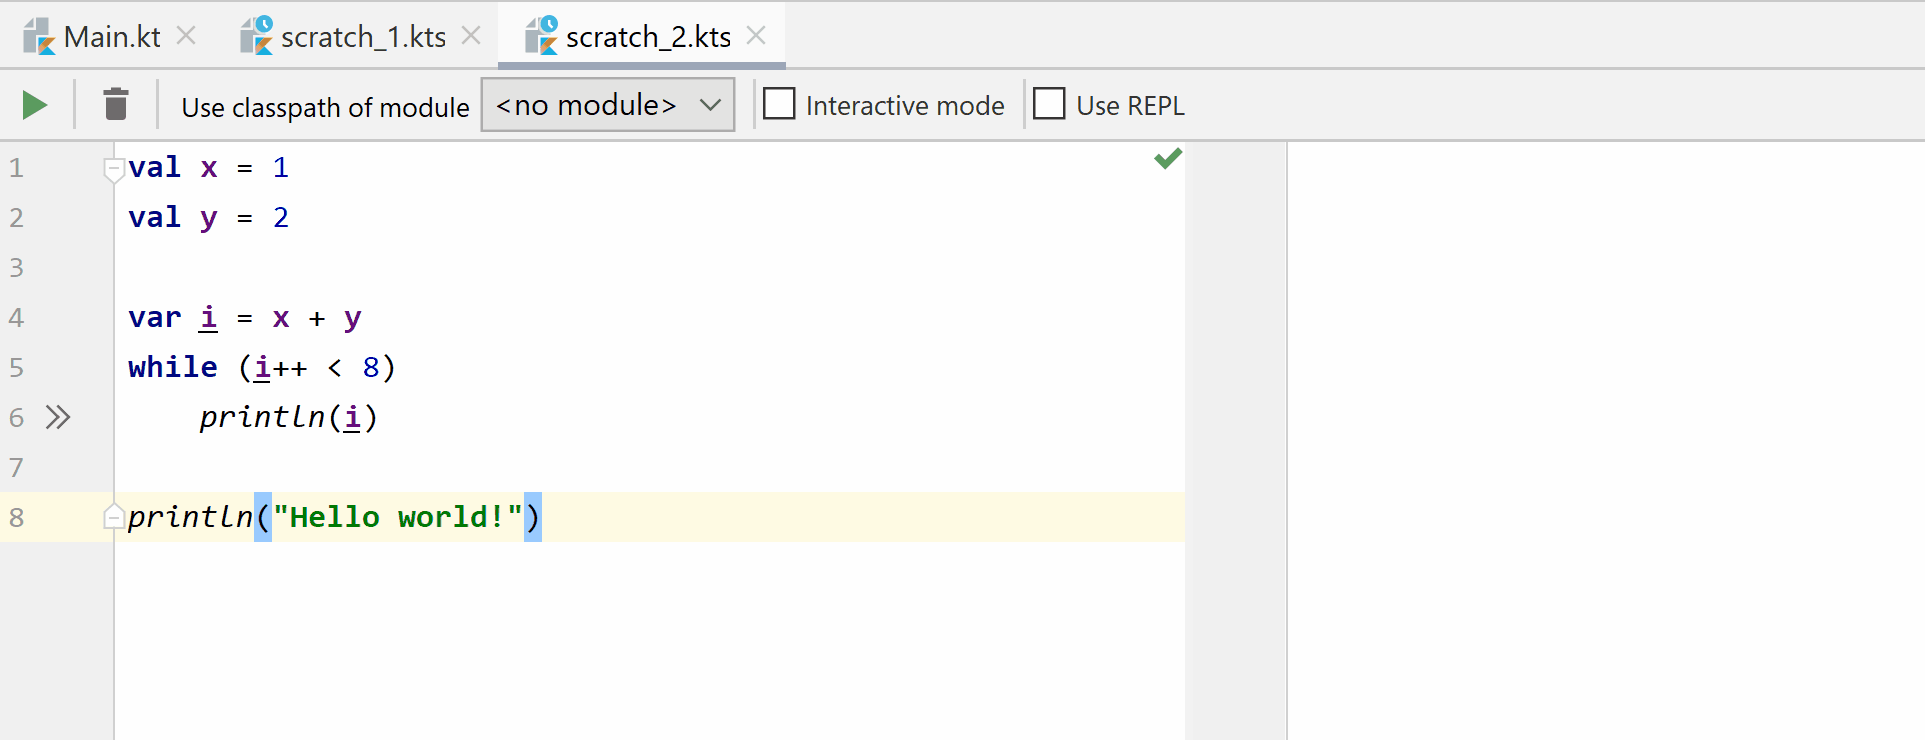 Main.kt scratch_1.kts scratch_2.kts
Use classpath of module <no module> Interactive mode Use REPL
1 val x = 1
2 val y = 2
3
4 var i = x + y
5 while (i++ < 8)
6     println(i)
7
8 println("Hello world!")